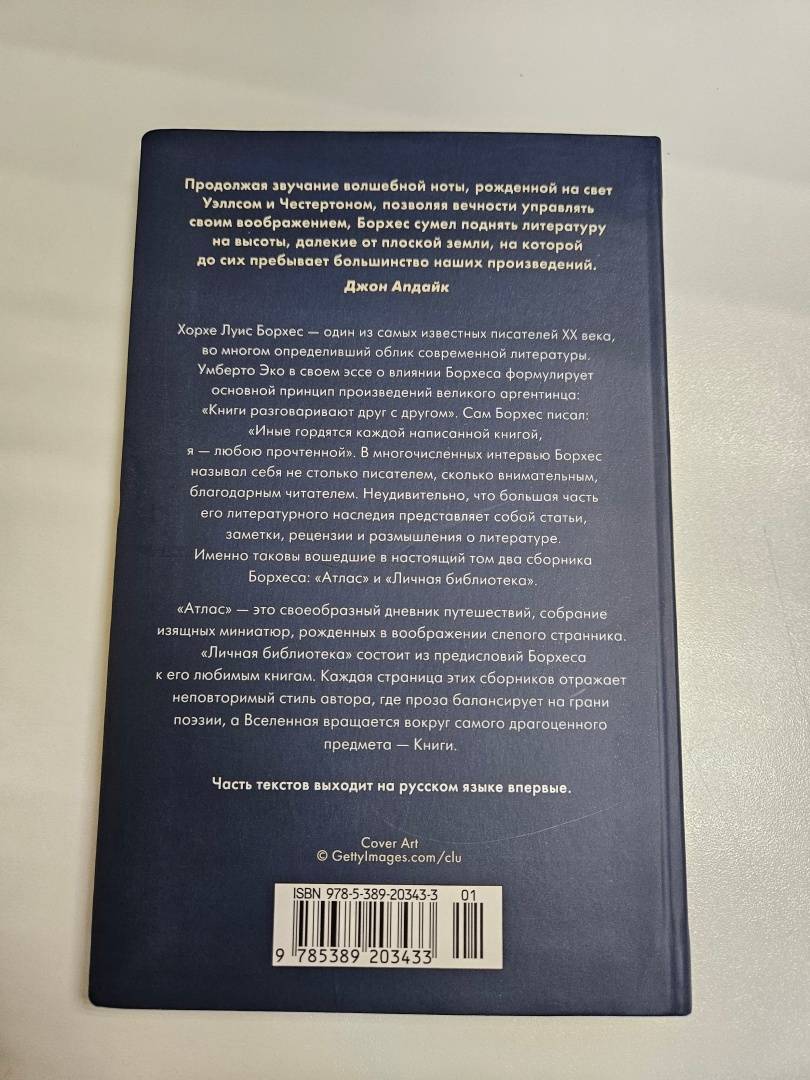 Продолжая звучание волшебной ноты, рожденной на свет
Уэллсом и Честертоном, позволяя вечности управлять
своим воображением, Борхес сумел поднять литературу
на высоты, далекие от плоской земли, на которой
до сих пребывает большинство наших произведений.
Джон Апдайк
Хорхе Луис Борхес — один из самых известных писателей XX века,
во многом определивший облик современной литературы.
Умберто Эко в своем эссе о влиянии Борхеса формулирует
основной принцип произведений великого аргентинца:
«Книги разговаривают друг с другом». Сам Борхес писал:
«Иные гордятся каждой написанной книгой,
я — любою прочтенной». В многочисленных интервью Борхес
называл себя не столько писателем, сколько внимательным,
благодарным читателем. Неудивительно, что большая часть
его литературного наследия представляет собой статьи,
заметки, рецензии и размышления о литературе.
Именно таковы вошедшие в настоящий том два сборника
Борхеса: «Атлас» и «Личная библиотека».
«Атлас» — это своеобразный дневник путешествий, собрание
изящных миниатюр, рожденных в воображении слепого странника.
«Личная библиотека» состоит из предисловий Борхеса
к его любимым книгам. Каждая страница этих сборников отражает
неповторимый стиль автора, где проза балансирует на грани
поэзии, а Вселенная вращается вокруг самого драгоценного
предмета — Книги.
Часть текстов выходит на русском языке впервые.
Cover Art
© GettyImages.com/clu
ISBN 978-5-389-20343-3 01
9 785389 203433